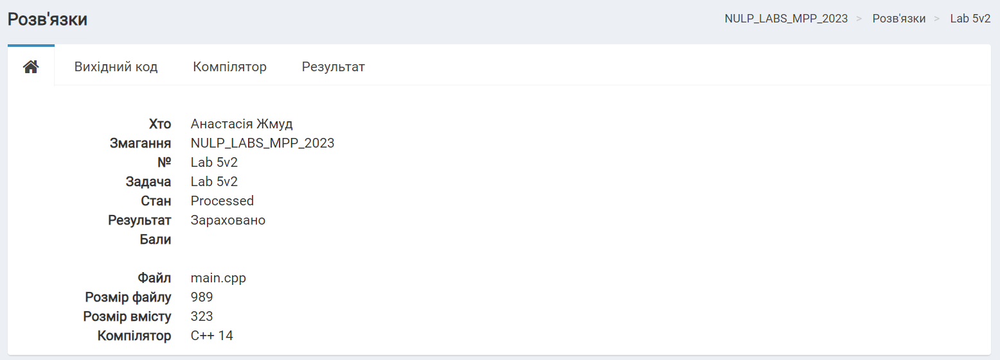 Розв'язки
NULP_LABS_MPP_2023 > Розв'язки > Lab 5v2
Вихідний код Компілятор Результат
Хто Анастасія Жмуд
Змагання NULP_LABS_MPP_2023
№ Lab 5v2
Задача Lab 5v2
Стан Processed
Результат Зараховано
Бали
Файл main.cpp
Розмір файлу 989
Розмір вмісту 323
Компілятор C++ 14